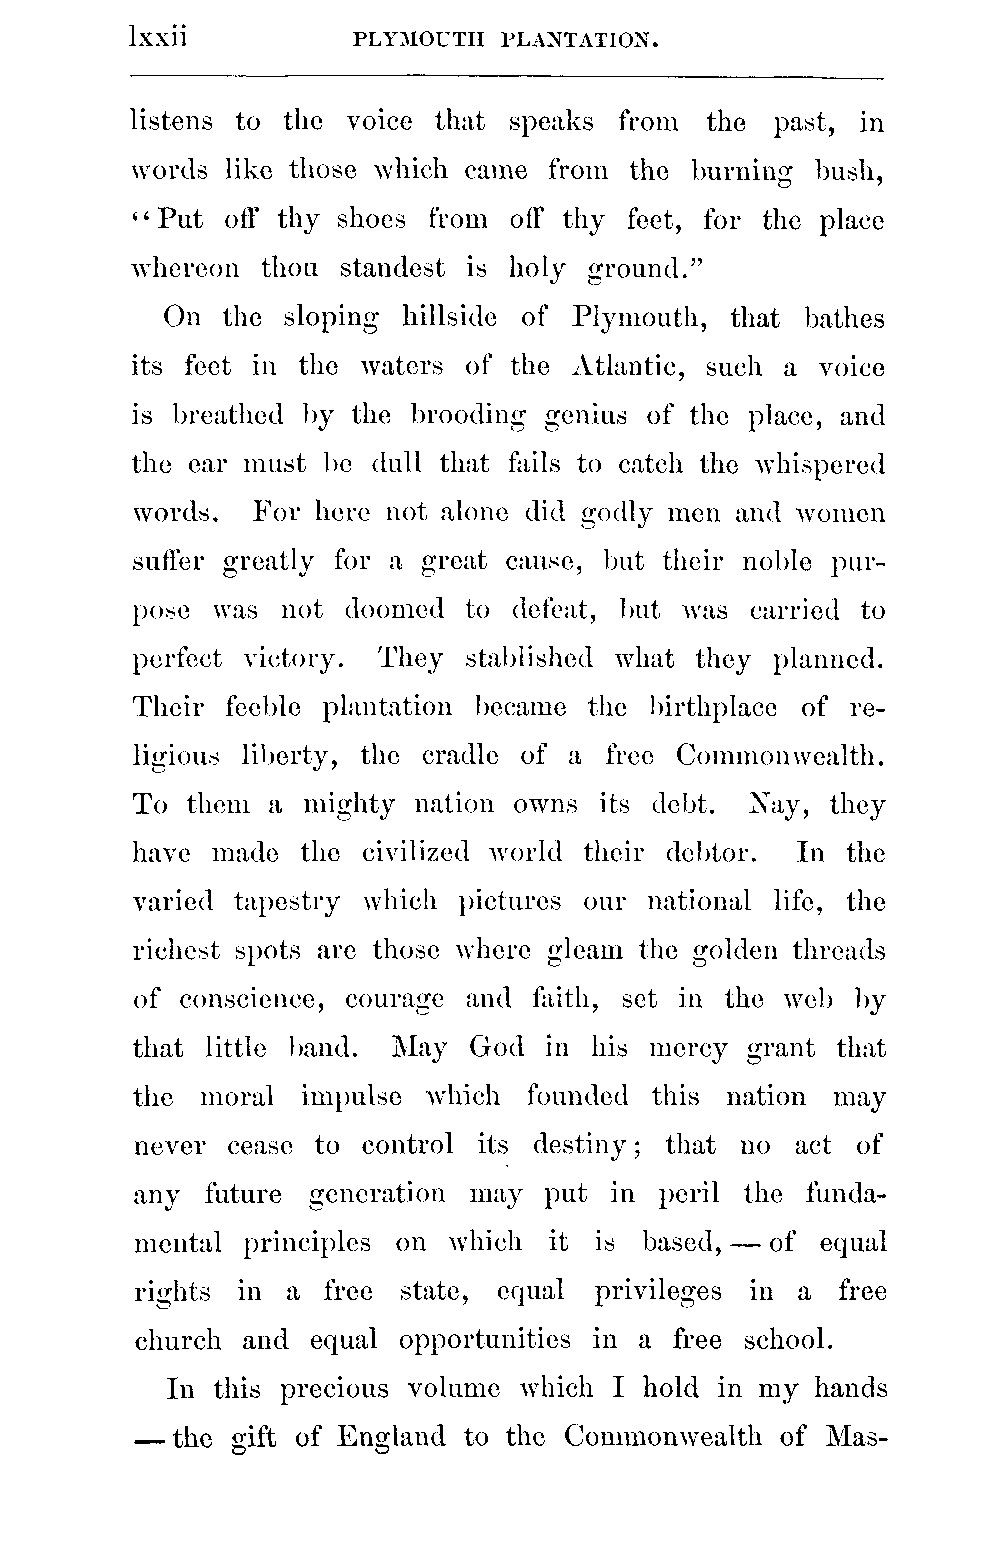 lxxii PLYMOUTH PLANTATION.
listens to the voice that speaks from the past, in
words like those which came from the burning bush,
“Put off thy shoes from off thy feet, for the place
whereon thou standest is holy ground.”
On the sloping hillside of Plymouth, that bathes
its feet in the waters of the Atlantic, such a voice
is breathed by the brooding genius of the place, and
the ear must be dull that fails to catch the whispered
words. For here not alone did godly men and women
suffer greatly for a great cause, but their noble pur-
pose was not doomed to defeat, but was carried to
perfect victory. They stablished what they planned.
Their feeble plantation became the birthplace of re-
ligious liberty, the cradle of a free Commonwealth.
To them a mighty nation owns its debt. Nay, they
have made the civilized world their debtor. In the
varied tapestry which pictures our national life, the
richest spots are those where gleam the golden threads
of conscience, courage and faith, set in the web by
that little band. May God in his mercy grant that
the moral impulse which founded this nation may
never cease to control its destiny; that no act of
any future generation may put in peril the funda-
mental principles on which it is based, — of equal
rights in a free state, equal privileges in a free
church and equal opportunities in a free school.
In this precious volume which I hold in my hands
— the gift of England to the Commonwealth of Mas-